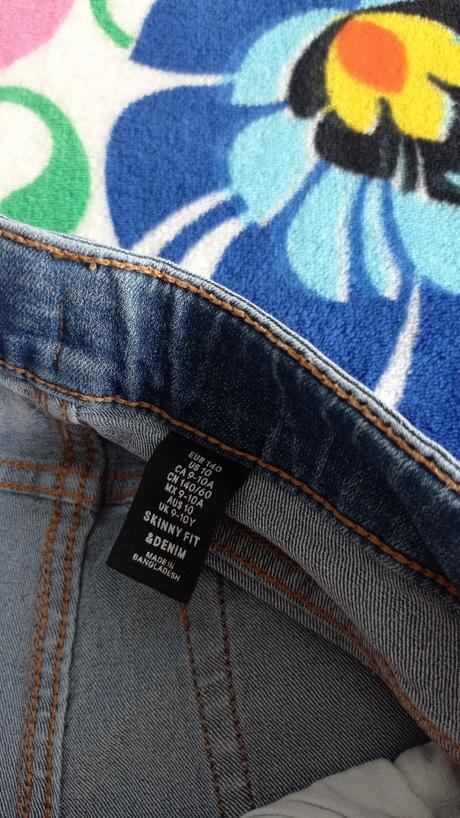 EUR 140
US 10
CA 9-10A
CN 140/60
MX 9-10A
AUS 10
UK 9-10Y
SKINNY FIT
&DENIM
MADE IN
BANGLADESH